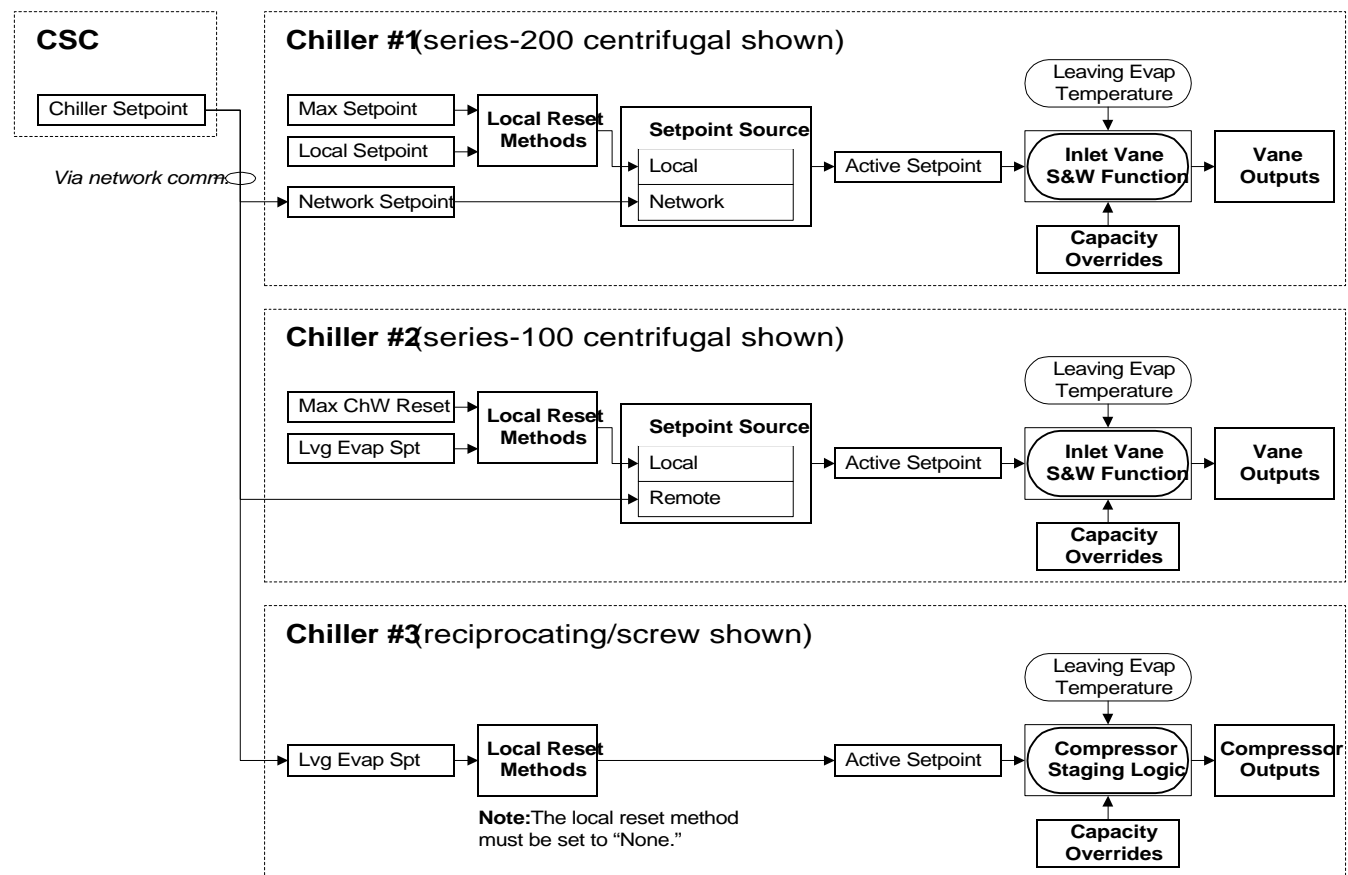 CSC
Chiller Setpoint
Via network comm.
Chiller #1 (series-200 centrifugal shown)
Max Setpoint
Local Setpoint
Network Setpoint
Local Reset
Methods
Setpoint Source
Local
Network
Active Setpoint
Leaving Evap
Temperature
Inlet Vane
S&W Function
Capacity
Overrides
Vane
Outputs
Chiller #2 (series-100 centrifugal shown)
Max ChW Reset
Lvg Evap Spt
Local Reset
Methods
Setpoint Source
Local
Remote
Active Setpoint
Leaving Evap
Temperature
Inlet Vane
S&W Function
Capacity
Overrides
Vane
Outputs
Chiller #3 (reciprocating/screw shown)
Lvg Evap Spt
Local Reset
Methods
Note:The local reset method
must be set to “None.”
Active Setpoint
Leaving Evap
Temperature
Compressor
Staging Logic
Capacity
Overrides
Compressor
Outputs